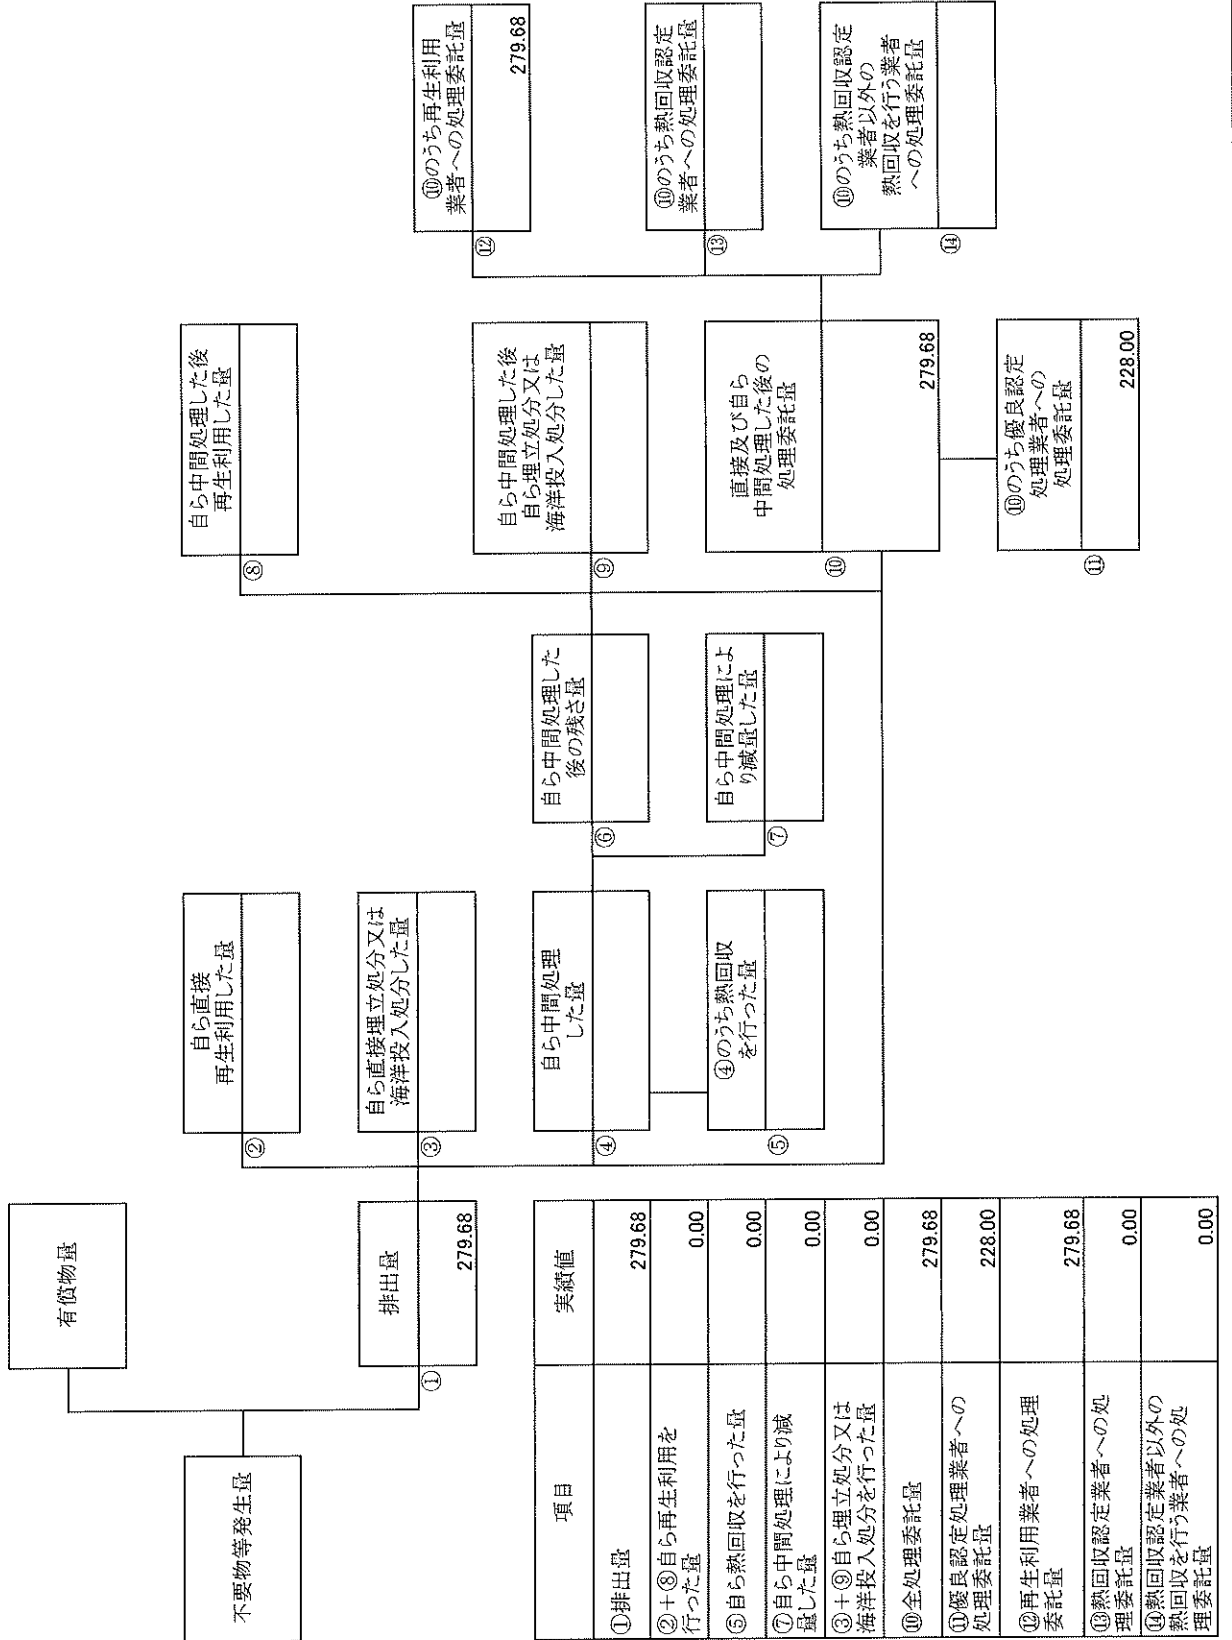 有償物量
不要物等発生量
排出量
①
279.68
自ら直接
再生利用した量
②
自ら直接埋立処分又は
海洋投入処分した量
③
自ら中間処理
した量
④
④のうち熱回収
を行った量
⑤
自ら中間処理した
後の残さ量
⑥
自ら中間処理によ
り減量した量
⑦
自ら中間処理した後
再生利用した量
⑧
自ら中間処理した後
自ら埋立処分又は
海洋投入処分した量
⑨
直接及び自ら
中間処理した後の
処理委託量
⑩
279.68
⑩のうち優良認定
処理業者への
処理委託量
⑪
228.00
⑩のうち再生利用
業者への処理委託量
⑫
279.68
⑩のうち熱回収認定
業者への処理委託量
⑬
⑩のうち熱回収認定
業者以外の
熱回収を行う業者
への処理委託量
⑭
項目 実績値
①排出量 279.68
②+⑧自ら再生利用を
行った量 0.00
⑤自ら熱回収を行った量 0.00
⑦自ら中間処理により減
量した量 0.00
③+⑨自ら埋立処分又は
海洋投入処分を行った量 0.00
⑩全処理委託量 279.68
⑪優良認定処理業者への
処理委託量 228.00
⑫再生利用業者への処理
委託量 279.68
⑬熱回収認定業者への処
理委託量 0.00
⑭熱回収認定業者以外の
熱回収を行う業者への処
理委託量 0.00